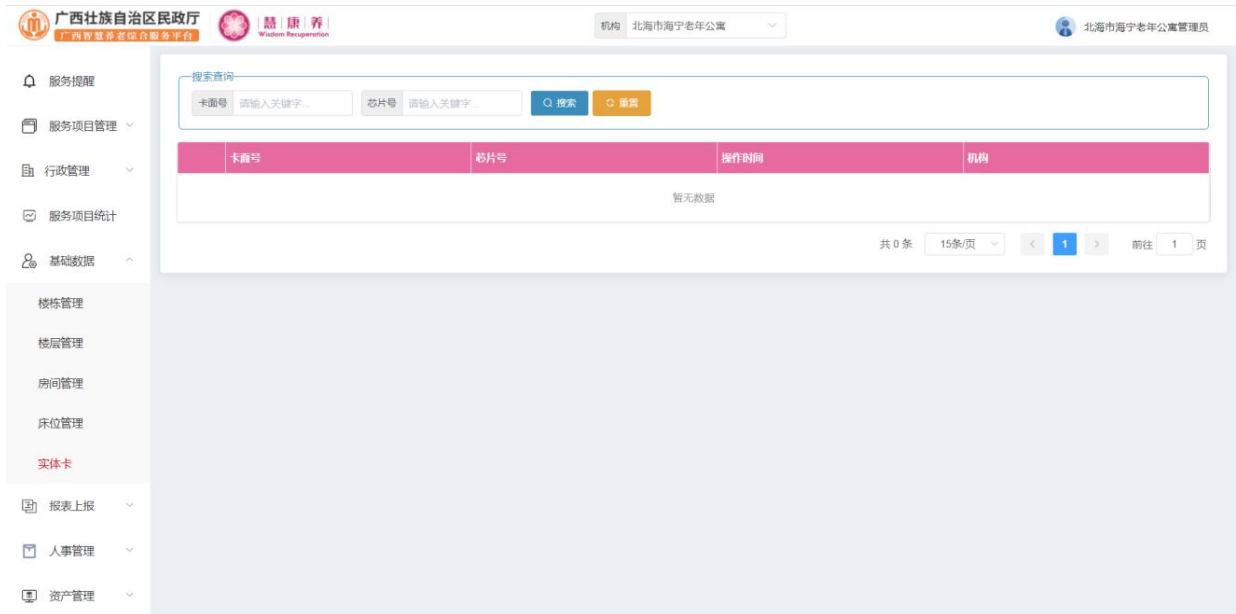 广西壮族自治区民政厅
广西智慧养老综合服务平台
慧康养
Wisdom Recuperation
机构 北海市海宁老年公寓
北海市海宁老年公寓管理员
服务提醒
服务项目管理
行政管理
服务项目统计
基础数据
楼栋管理
楼层管理
房间管理
床位管理
实体卡
报表上报
人事管理
资产管理
搜索查询
卡面号 请输入关键字... 芯片号 请输入关键字... 搜索 重置
卡面号 芯片号 操作时间 机构
暂无数据
共 0 条 15条/页 1 前往 1 页